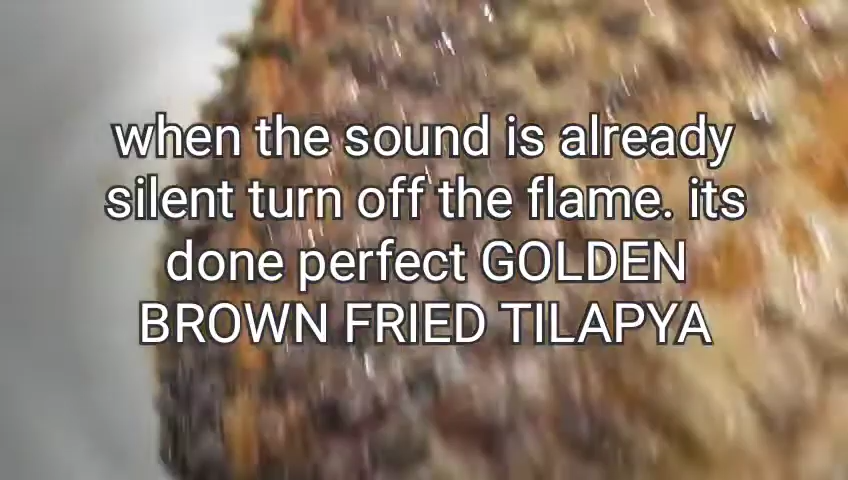 when the sound is already
silent turn off the flame. its
done perfect GOLDEN
BROWN FRIED TILAPYA